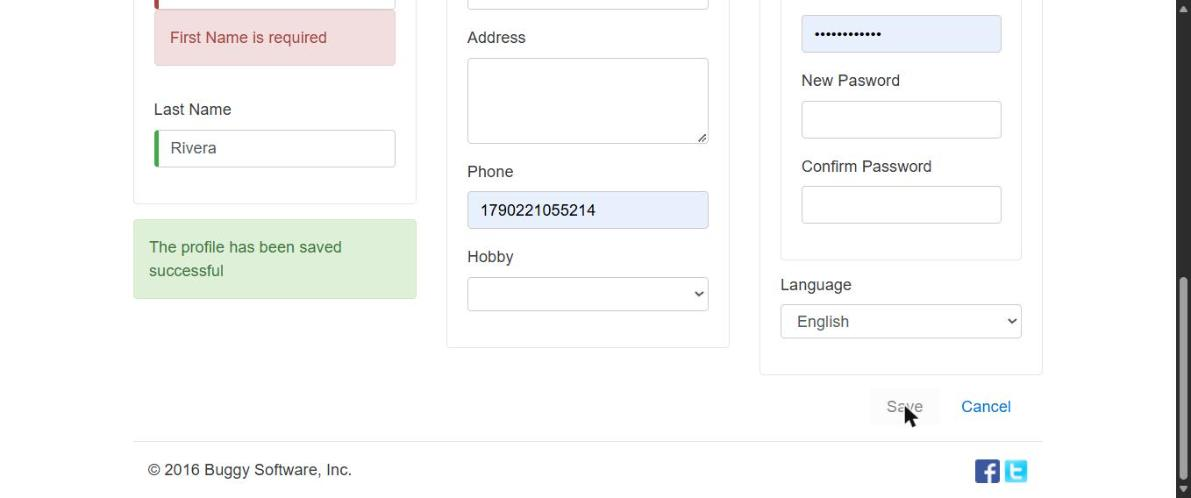 First Name is required
Last Name
Rivera
The profile has been saved
successful
Address
Phone
1790221055214
Hobby
••••••••••••
New Pasword
Confirm Password
Language
English
Save
Cancel
© 2016 Buggy Software, Inc.
f t